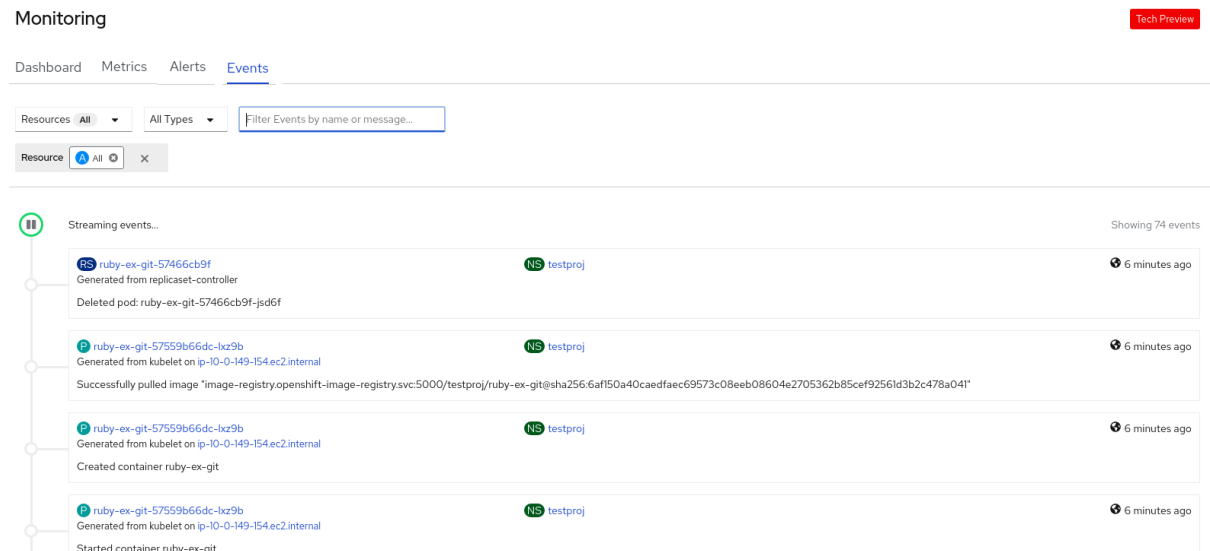 Monitoring
Tech Preview
Dashboard Metrics Alerts Events
Resources All All Types Filter Events by name or message...
Resource A All
Streaming events... Showing 74 events
RS ruby-ex-git-57466cb9f NS testproj 6 minutes ago
Generated from replicaset-controller
Deleted pod: ruby-ex-git-57466cb9f-jsd6f
P ruby-ex-git-57559b66dc-lxz9b NS testproj 6 minutes ago
Generated from kubelet on ip-10-0-149-154.ec2.internal
Successfully pulled image "image-registry.openshift-image-registry.svc:5000/testproj/ruby-ex-git@sha256:6af150a40caedfaec69573c08eeb08604e2705362b85cef92561d3b2c478a041"
P ruby-ex-git-57559b66dc-lxz9b NS testproj 6 minutes ago
Generated from kubelet on ip-10-0-149-154.ec2.internal
Created container ruby-ex-git
P ruby-ex-git-57559b66dc-lxz9b NS testproj 6 minutes ago
Generated from kubelet on ip-10-0-149-154.ec2.internal
Started container ruby-ex-git